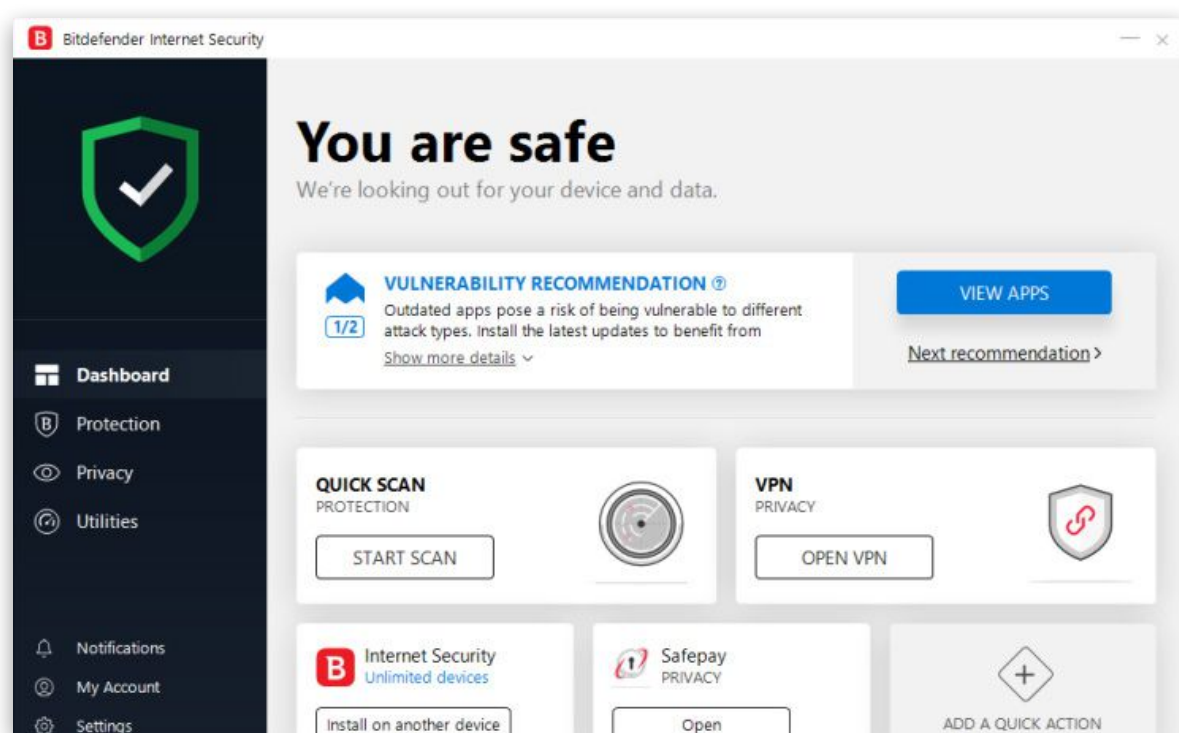 B Bitdefender Internet Security
You are safe
We're looking out for your device and data.
VULNERABILITY RECOMMENDATION ?
Outdated apps pose a risk of being vulnerable to different
attack types. Install the latest updates to benefit from
1/2
Show more details
VIEW APPS
Next recommendation >
Dashboard
B Protection
Privacy
Utilities
Notifications
My Account
Settings
QUICK SCAN
PROTECTION
START SCAN
VPN
PRIVACY
OPEN VPN
B
Internet Security
Unlimited devices
Install on another device
Safepay
PRIVACY
Open
ADD A QUICK ACTION